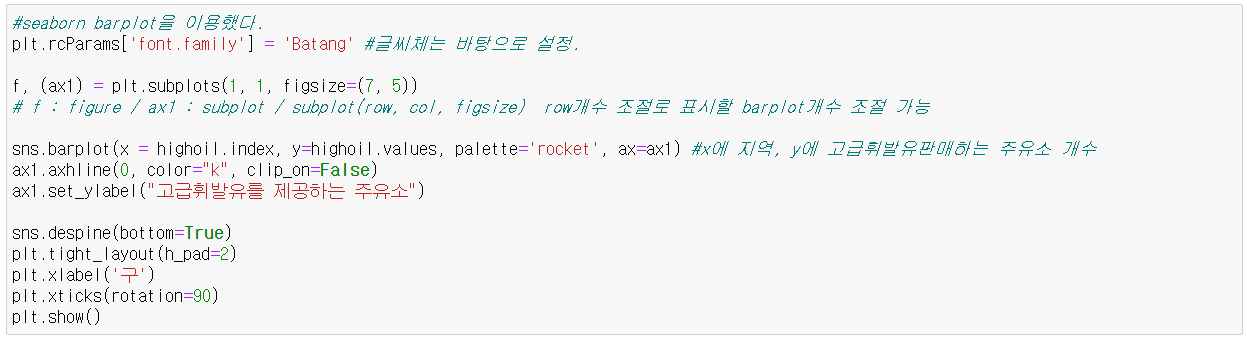 #seaborn barplot을 이용했다.
plt.rcParams['font.family'] = 'Batang' #글씨체는 바탕으로 설정.
f, (ax1) = plt.subplots(1, 1, figsize=(7, 5))
# f : figure / ax1 : subplot / subplot(row, col, figsize)  row개수 조절로 표시할 barplot개수 조절 가능
sns.barplot(x = highoil.index, y=highoil.values, palette='rocket', ax=ax1) #x에 지역, y에 고급휘발유판매하는 주유소 개수
ax1.axhline(0, color="k", clip_on=False)
ax1.set_ylabel("고급휘발유를 제공하는 주유소")
sns.despine(bottom=True)
plt.tight_layout(h_pad=2)
plt.xlabel('구')
plt.xticks(rotation=90)
plt.show()